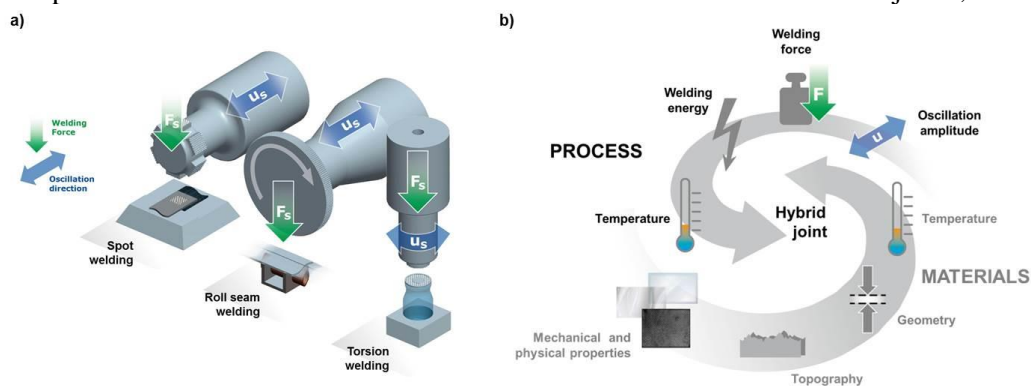 a)
b)
Welding
Force
Oscillation
direction
Fs
us
Spot
welding
us
Fs
Roll seam
welding
Fs
us
Torsion
welding
Welding
force
F
Welding
energy
u
Oscillation
amplitude
PROCESS
Temperature
Hybrid
joint
Temperature
MATERIALS
Geometry
Mechanical and
physical properties
Topography